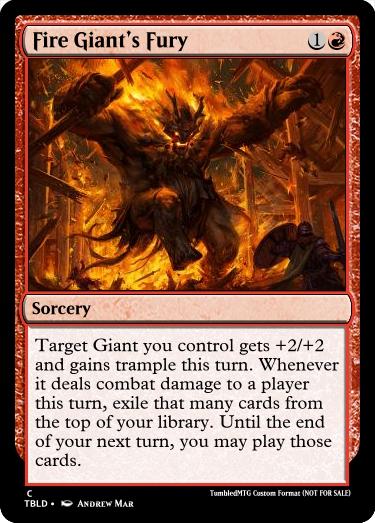 Fire Giant's Fury 1
Sorcery
Target Giant you control gets +2/+2
and gains trample this turn. Whenever
it deals combat damage to a player
this turn, exile that many cards from
the top of your library. Until the end
of your next turn, you may play those
cards.
C
TBLD • Andrew Mar
TumbledMTG Custom Format (NOT FOR SALE)